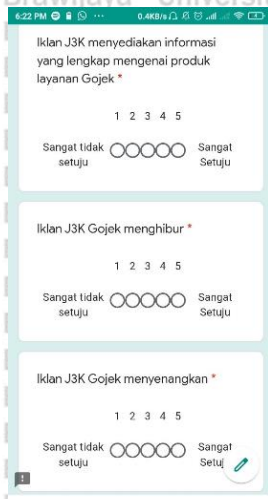 6:22 PM
0.4KB/s
Iklan J3K menyediakan informasi
yang lengkap mengenai produk
layanan Gojek *
1 2 3 4 5
Sangat tidak
setuju
Sangat
Setuju
Iklan J3K Gojek menghibur *
1 2 3 4 5
Sangat tidak
setuju
Sangat
Setuju
Iklan J3K Gojek menyenangkan *
1 2 3 4 5
Sangat tidak
setuju
Sangat
Setuj